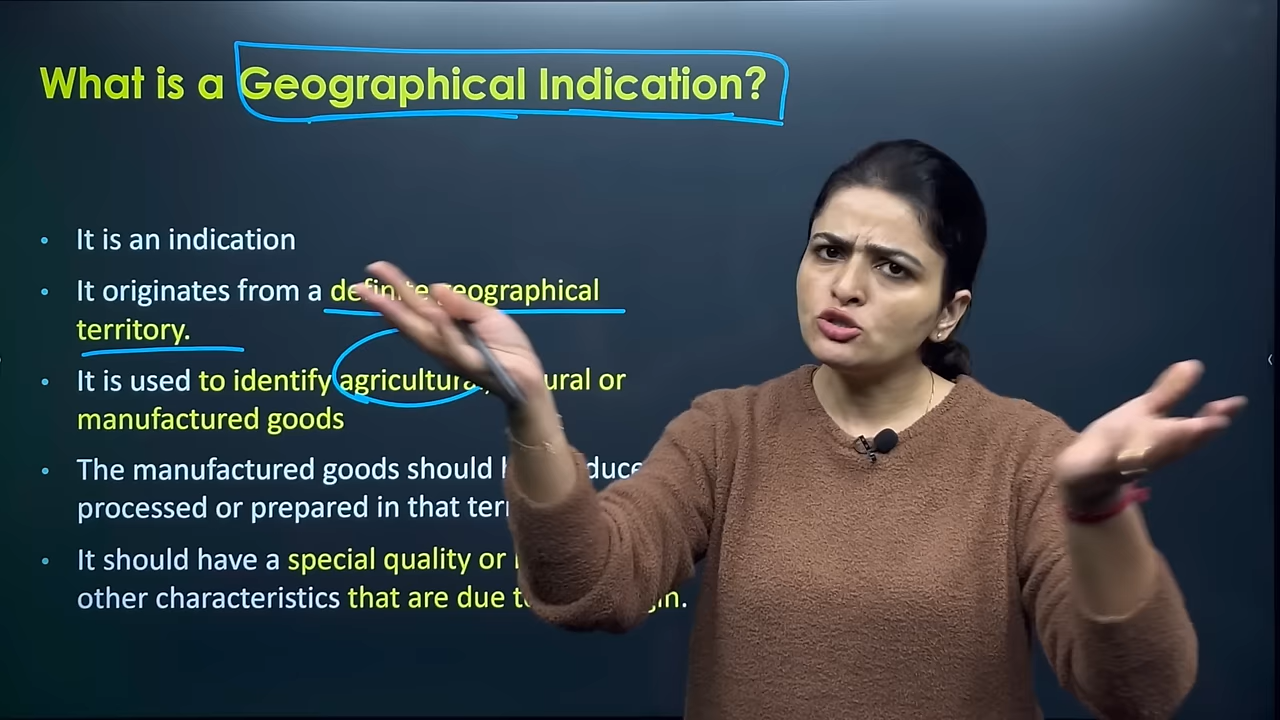 What is a Geographical Indication?
• It is an indication
• It originates from a definite geographical
territory.
• It is used to identify agricultural, or
manufactured goods
• The manufactured goods should
processed or prepared in that
• It should have a special quality or
other characteristics that are due